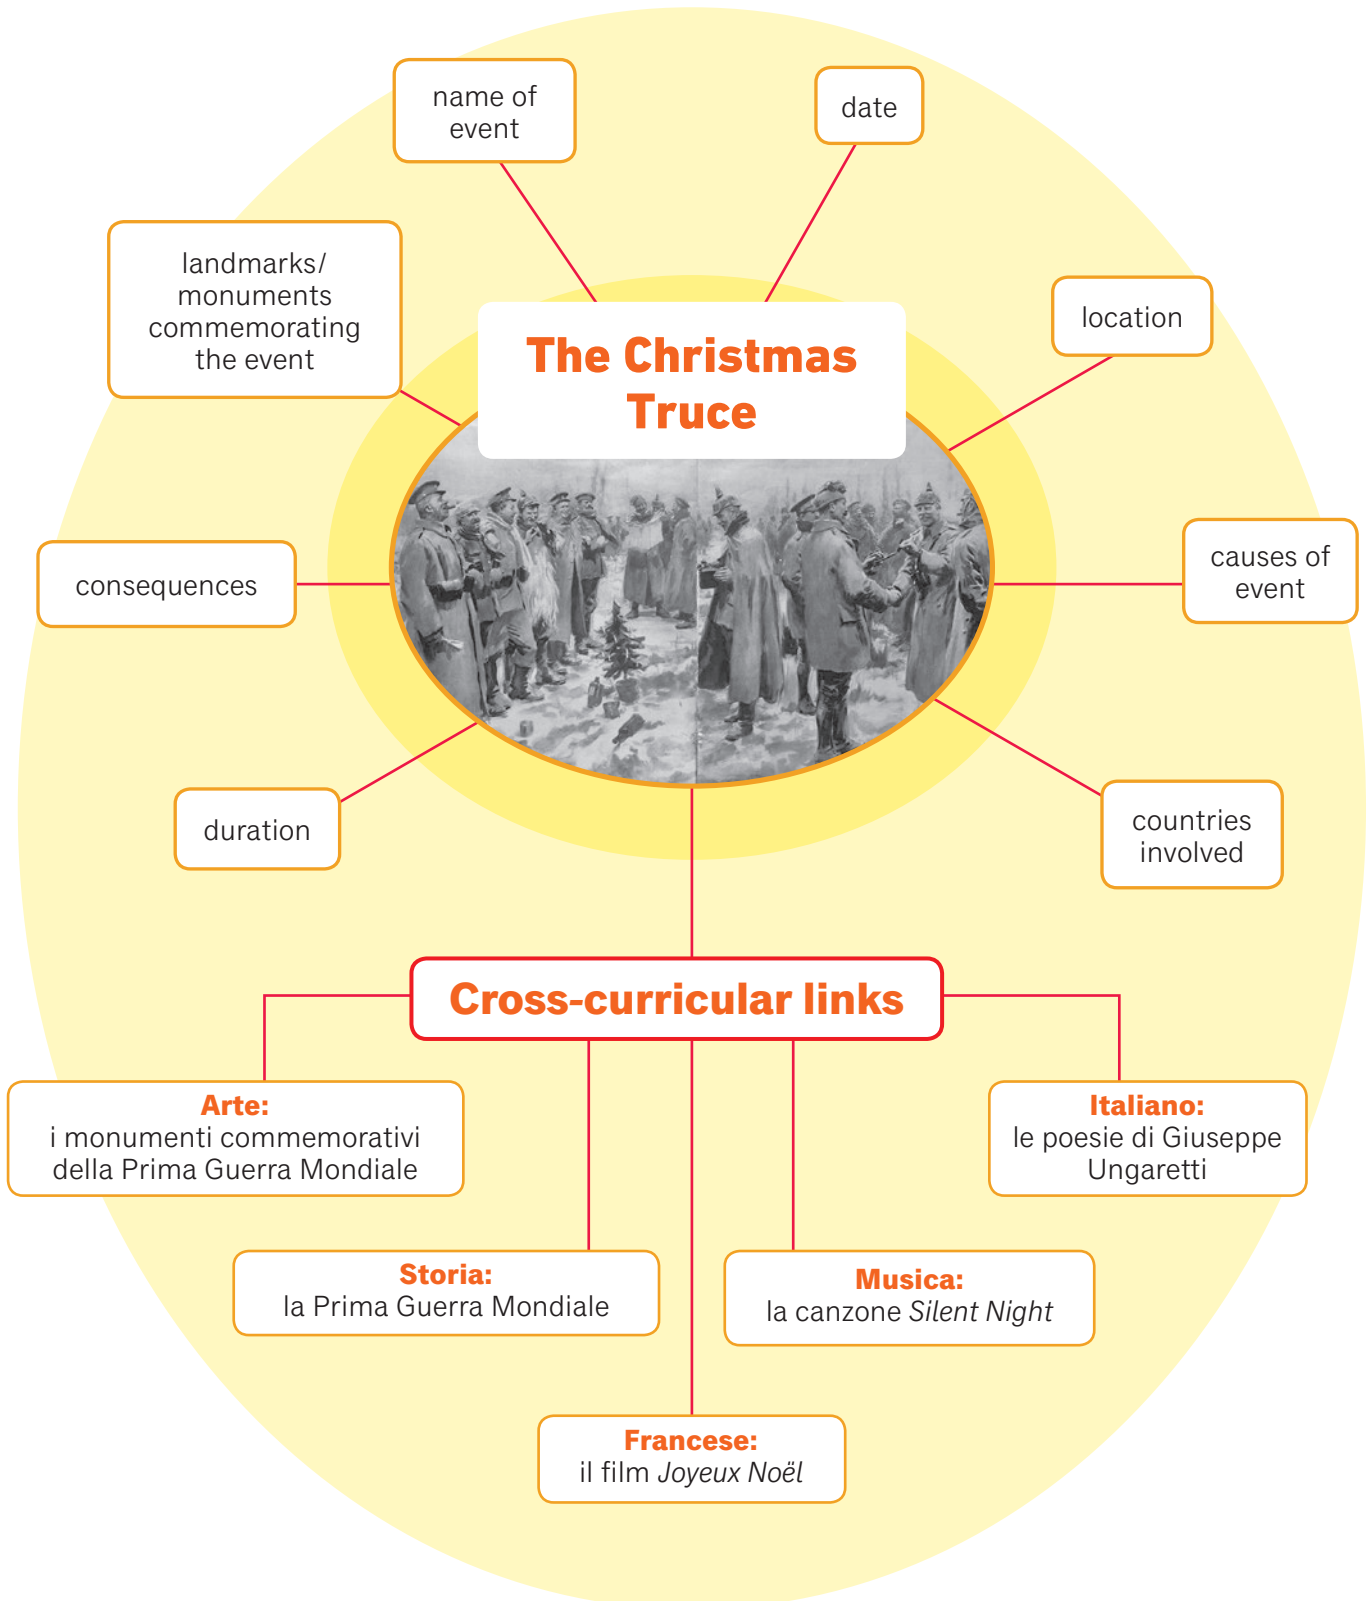 name of
event
date
landmarks/
monuments
commemorating
the event
location
The Christmas
Truce
consequences
causes of
event
duration
countries
involved
Cross-curricular links
Arte:
i monumenti commemorativi
della Prima Guerra Mondiale
Italiano:
le poesie di Giuseppe
Ungaretti
Storia:
la Prima Guerra Mondiale
Musica:
la canzone Silent Night
Francese:
il film Joyeux Noël